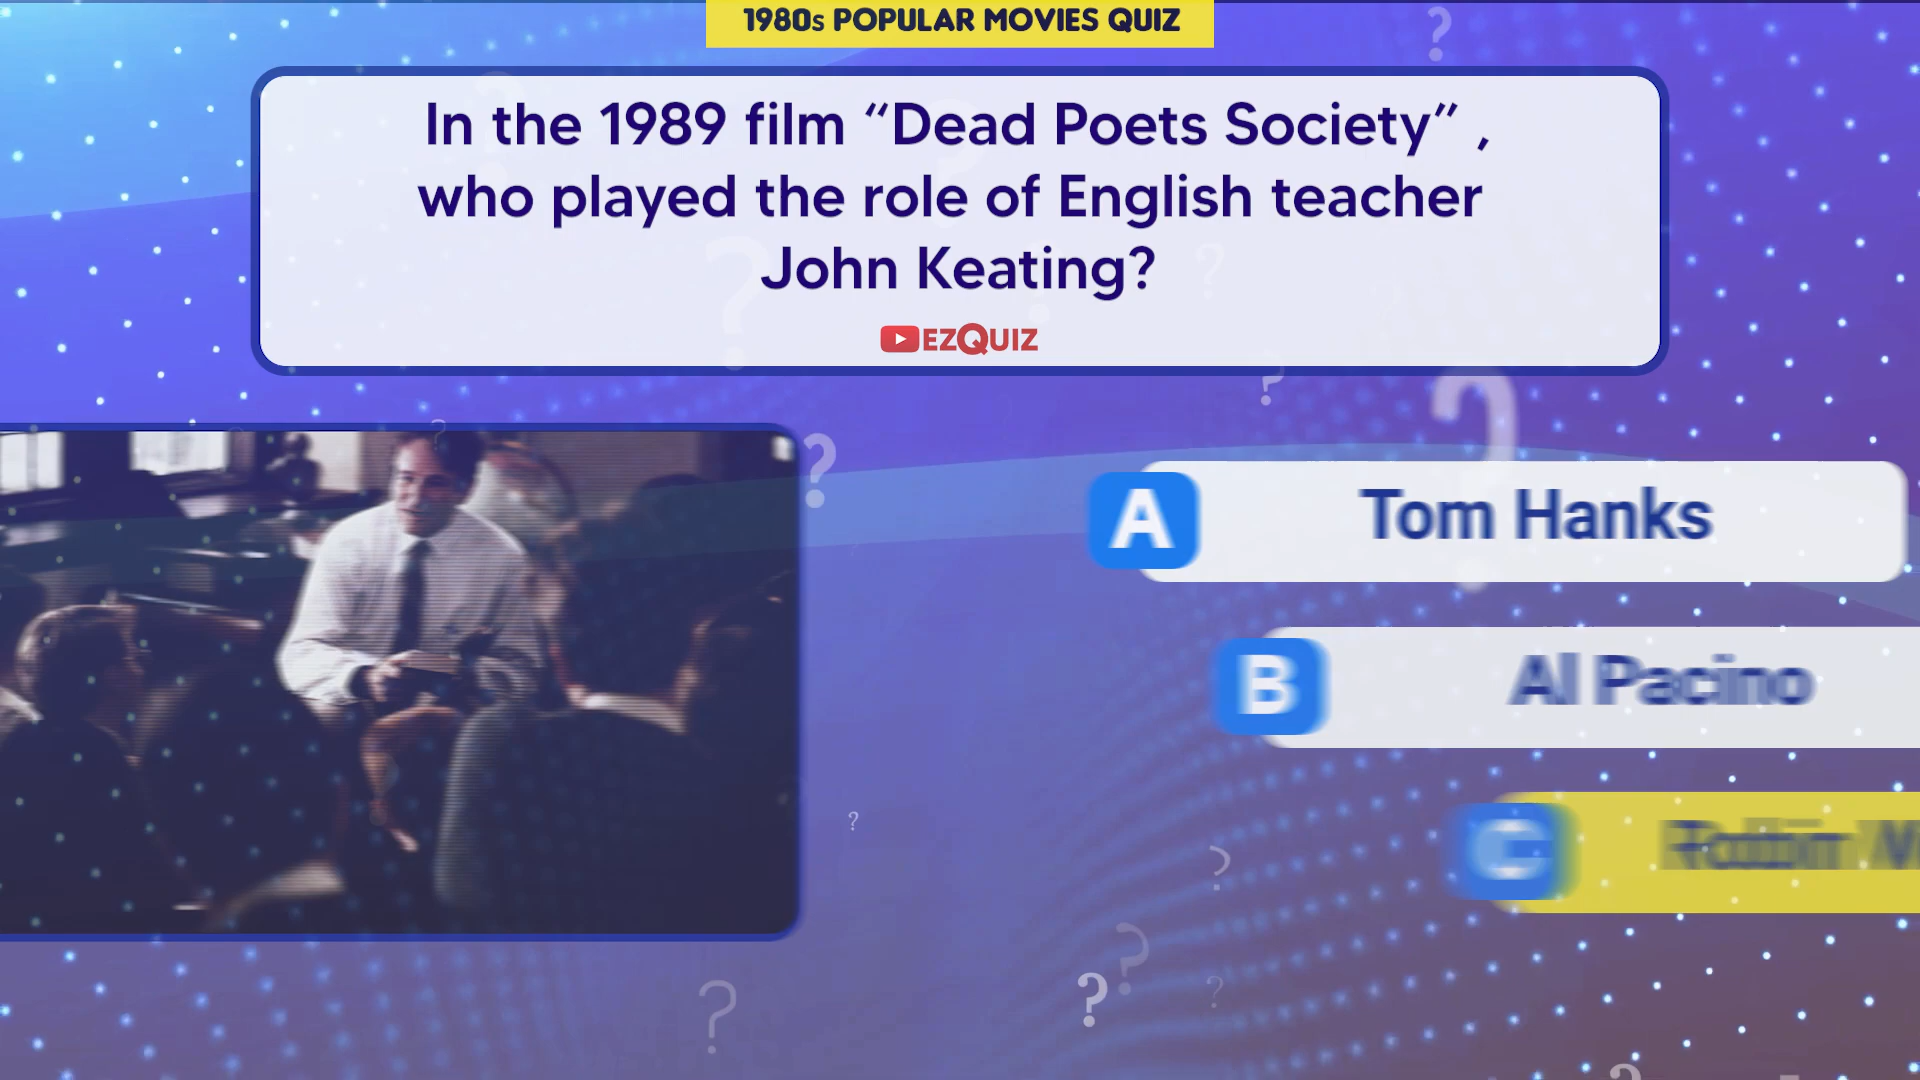 1980s POPULAR MOVIES QUIZ
In the 1989 film “Dead Poets Society” ,
who played the role of English teacher
John Keating?
EZQUIZ
A Tom Hanks
B Al Pacino
C Robin